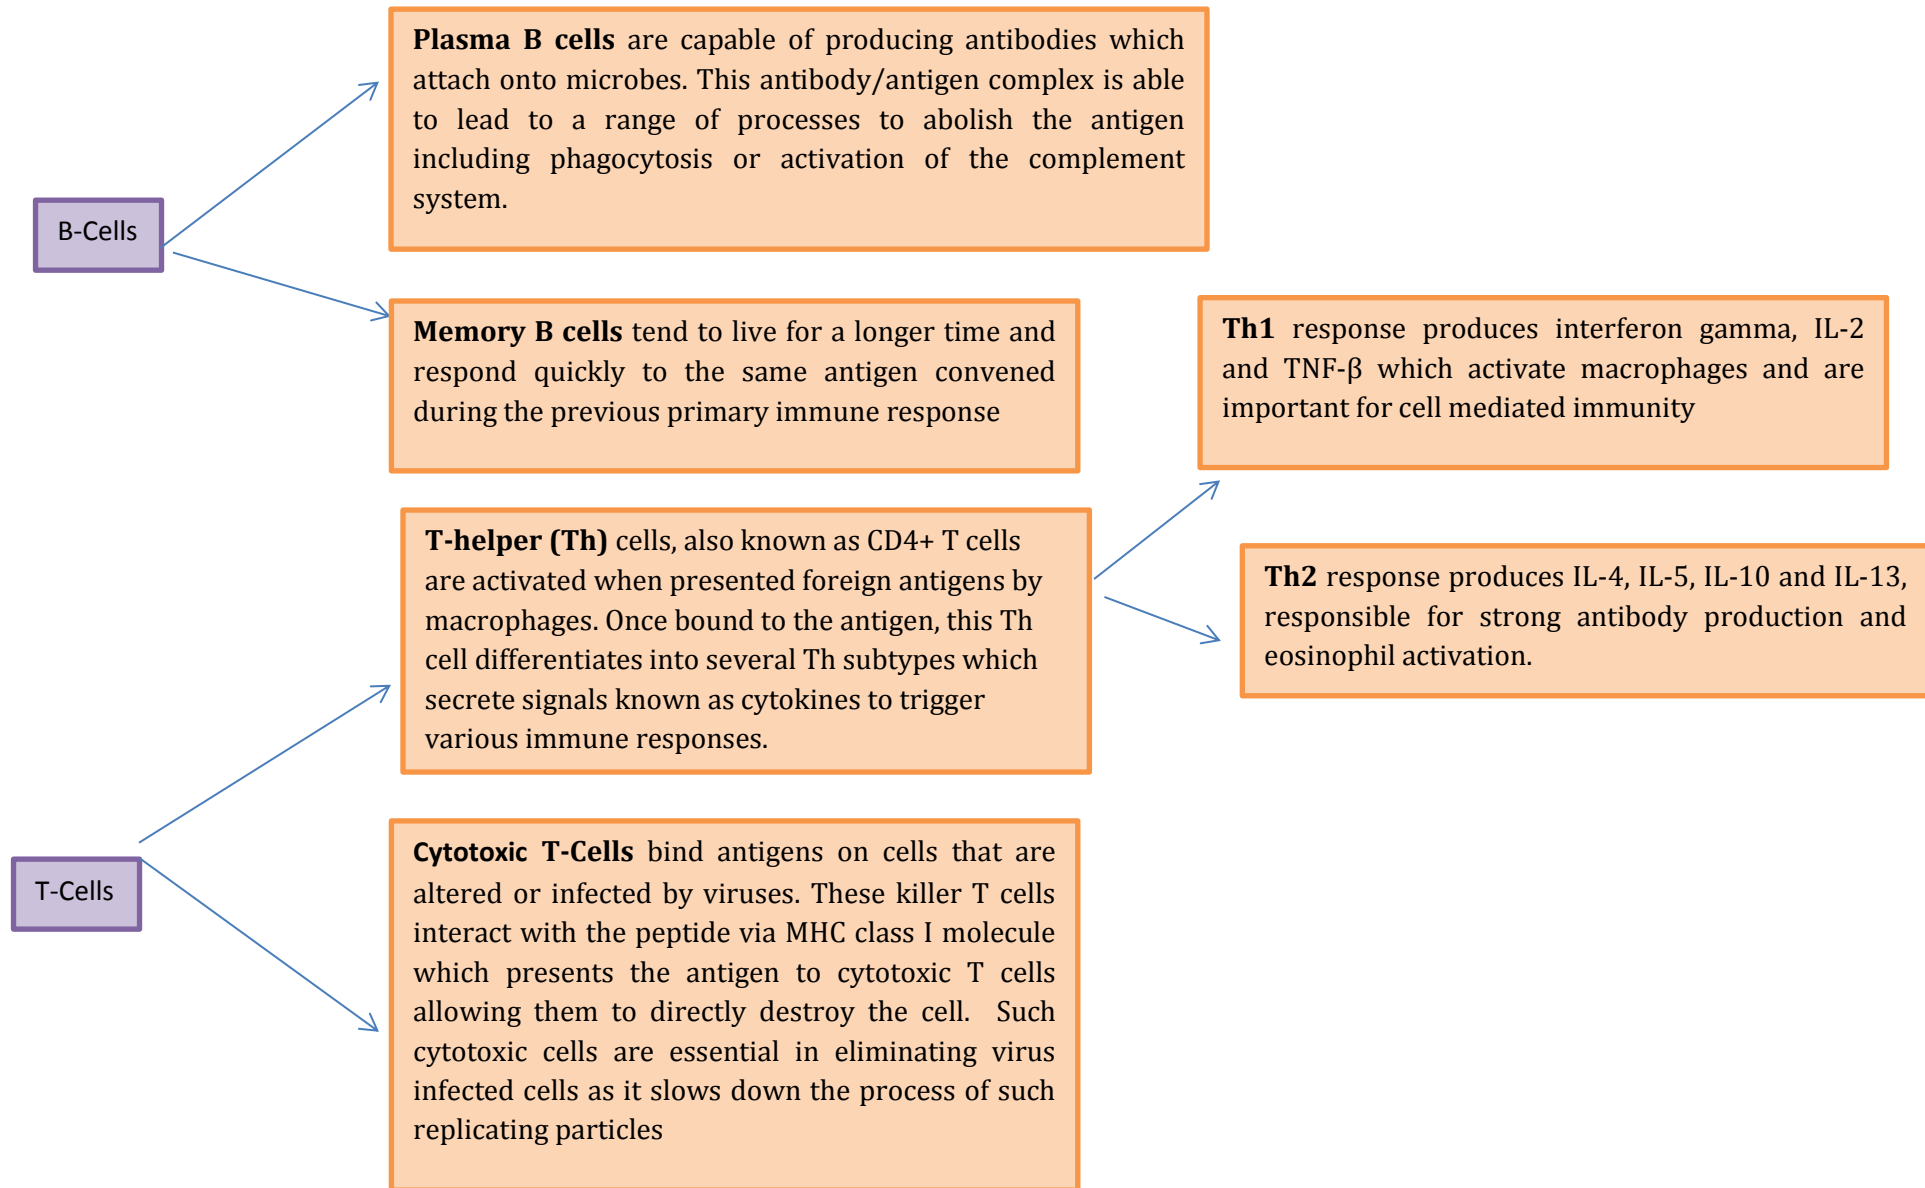 Plasma B cells are capable of producing antibodies which
attach onto microbes. This antibody/antigen complex is able
to lead to a range of processes to abolish the antigen
including phagocytosis or activation of the complement
system.
B-Cells
Memory B cells tend to live for a longer time and
respond quickly to the same antigen convened
during the previous primary immune response
Th1 response produces interferon gamma, IL-2
and TNF-β which activate macrophages and are
important for cell mediated immunity
T-helper (Th) cells, also known as CD4+ T cells
are activated when presented foreign antigens by
macrophages. Once bound to the antigen, this Th
cell differentiates into several Th subtypes which
secrete signals known as cytokines to trigger
various immune responses.
Th2 response produces IL-4, IL-5, IL-10 and IL-13,
responsible for strong antibody production and
eosinophil activation.
T-Cells
Cytotoxic T-Cells bind antigens on cells that are
altered or infected by viruses. These killer T cells
interact with the peptide via MHC class I molecule
which presents the antigen to cytotoxic T cells
allowing them to directly destroy the cell. Such
cytotoxic cells are essential in eliminating virus
infected cells as it slows down the process of such
replicating particles